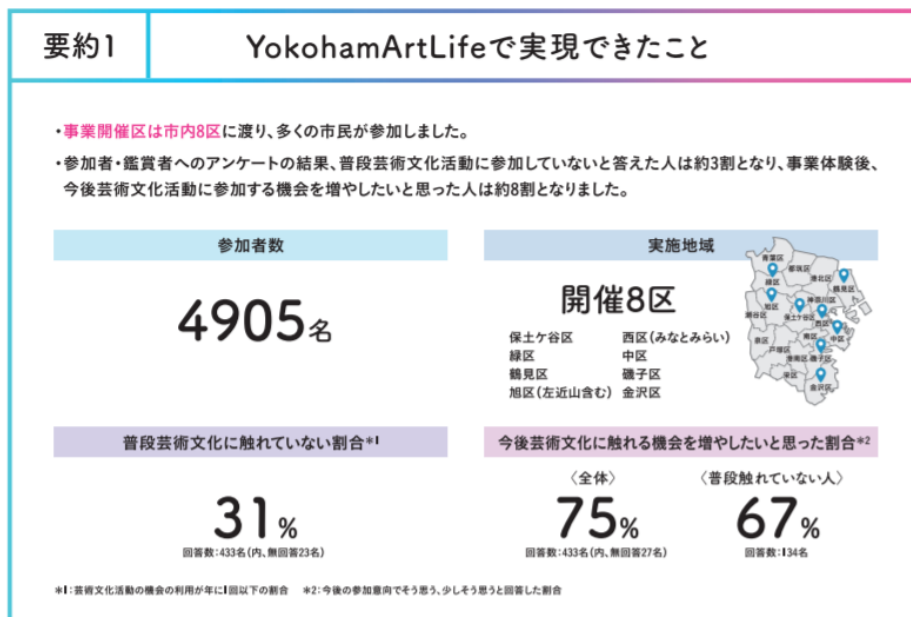 要約1
YokohamArtLifeで実現できたこと
・事業開催区は市内8区に渡り、多くの市民が参加しました。
・参加者・鑑賞者へのアンケートの結果、普段芸術文化活動に参加していないと答えた人は約3割となり、事業体験後、
今後芸術文化活動に参加する機会を増やしたいと思った人は約8割となりました。
参加者数
4905名
実施地域
開催8区
保土ケ谷区
緑区
鶴見区
旭区(左近山含む)
西区(みなとみらい)
中区
磯子区
金沢区
青葉区
都筑区
港北区
鶴見区
緑区
神奈川区
旭区
保土ケ谷区
西区
瀬谷区
中区
南区
泉区
戸塚区
港南区
磯子区
栄区
金沢区
普段芸術文化に触れていない割合*1
31%
回答数:433名(内、無回答23名)
今後芸術文化に触れる機会を増やしたいと思った割合*2
〈全体〉
75%
回答数:433名(内、無回答27名)
〈普段触れていない人〉
67%
回答数:134名
*1:芸術文化活動の機会の利用が年に1回以下の割合　*2:今後の参加意向でそう思う、少しそう思うと回答した割合